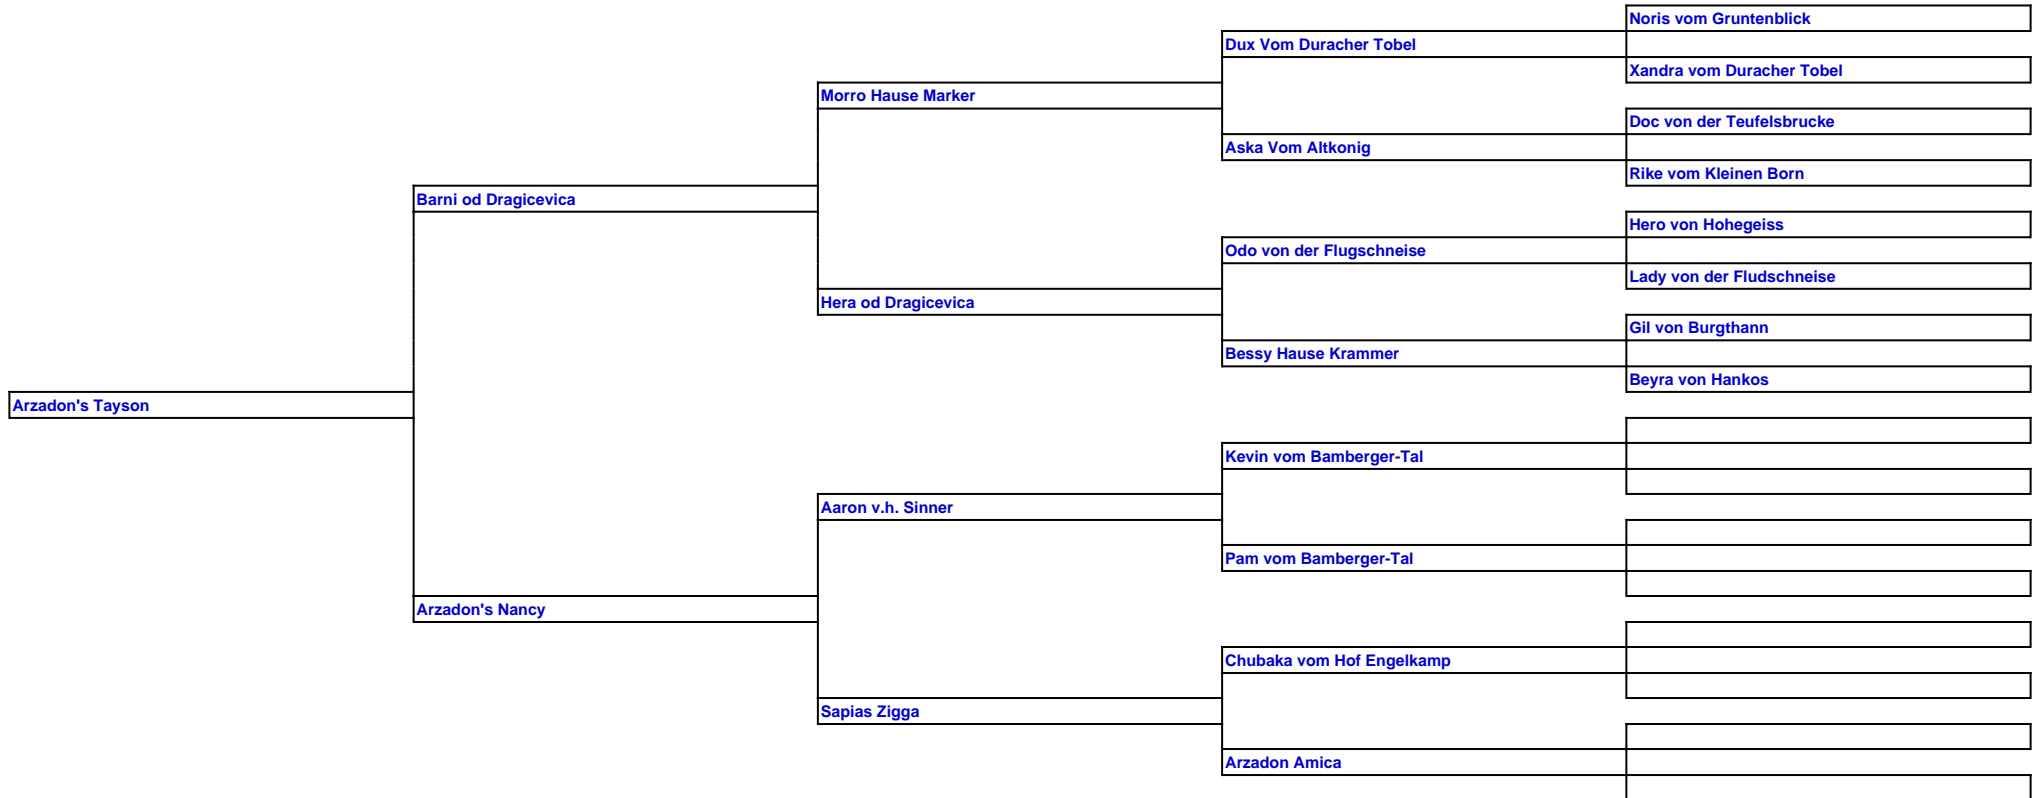 Noris vom Gruntenblick
Dux Vom Duracher Tobel
Xandra vom Duracher Tobel
Morro Hause Marker
Doc von der Teufelsbrucke
Aska Vom Altkonig
Rike vom Kleinen Born
Barni od Dragicevica
Hero von Hohegeiss
Odo von der Flugschneise
Lady von der Fludschneise
Hera od Dragicevica
Gil von Burgthann
Bessy Hause Krammer
Beyra von Hankos
Arzadon's Tayson
Kevin vom Bamberger-Tal
Aaron v.h. Sinner
Pam vom Bamberger-Tal
Arzadon's Nancy
Chubaka vom Hof Engelkamp
Sapias Zigga
Arzadon Amica